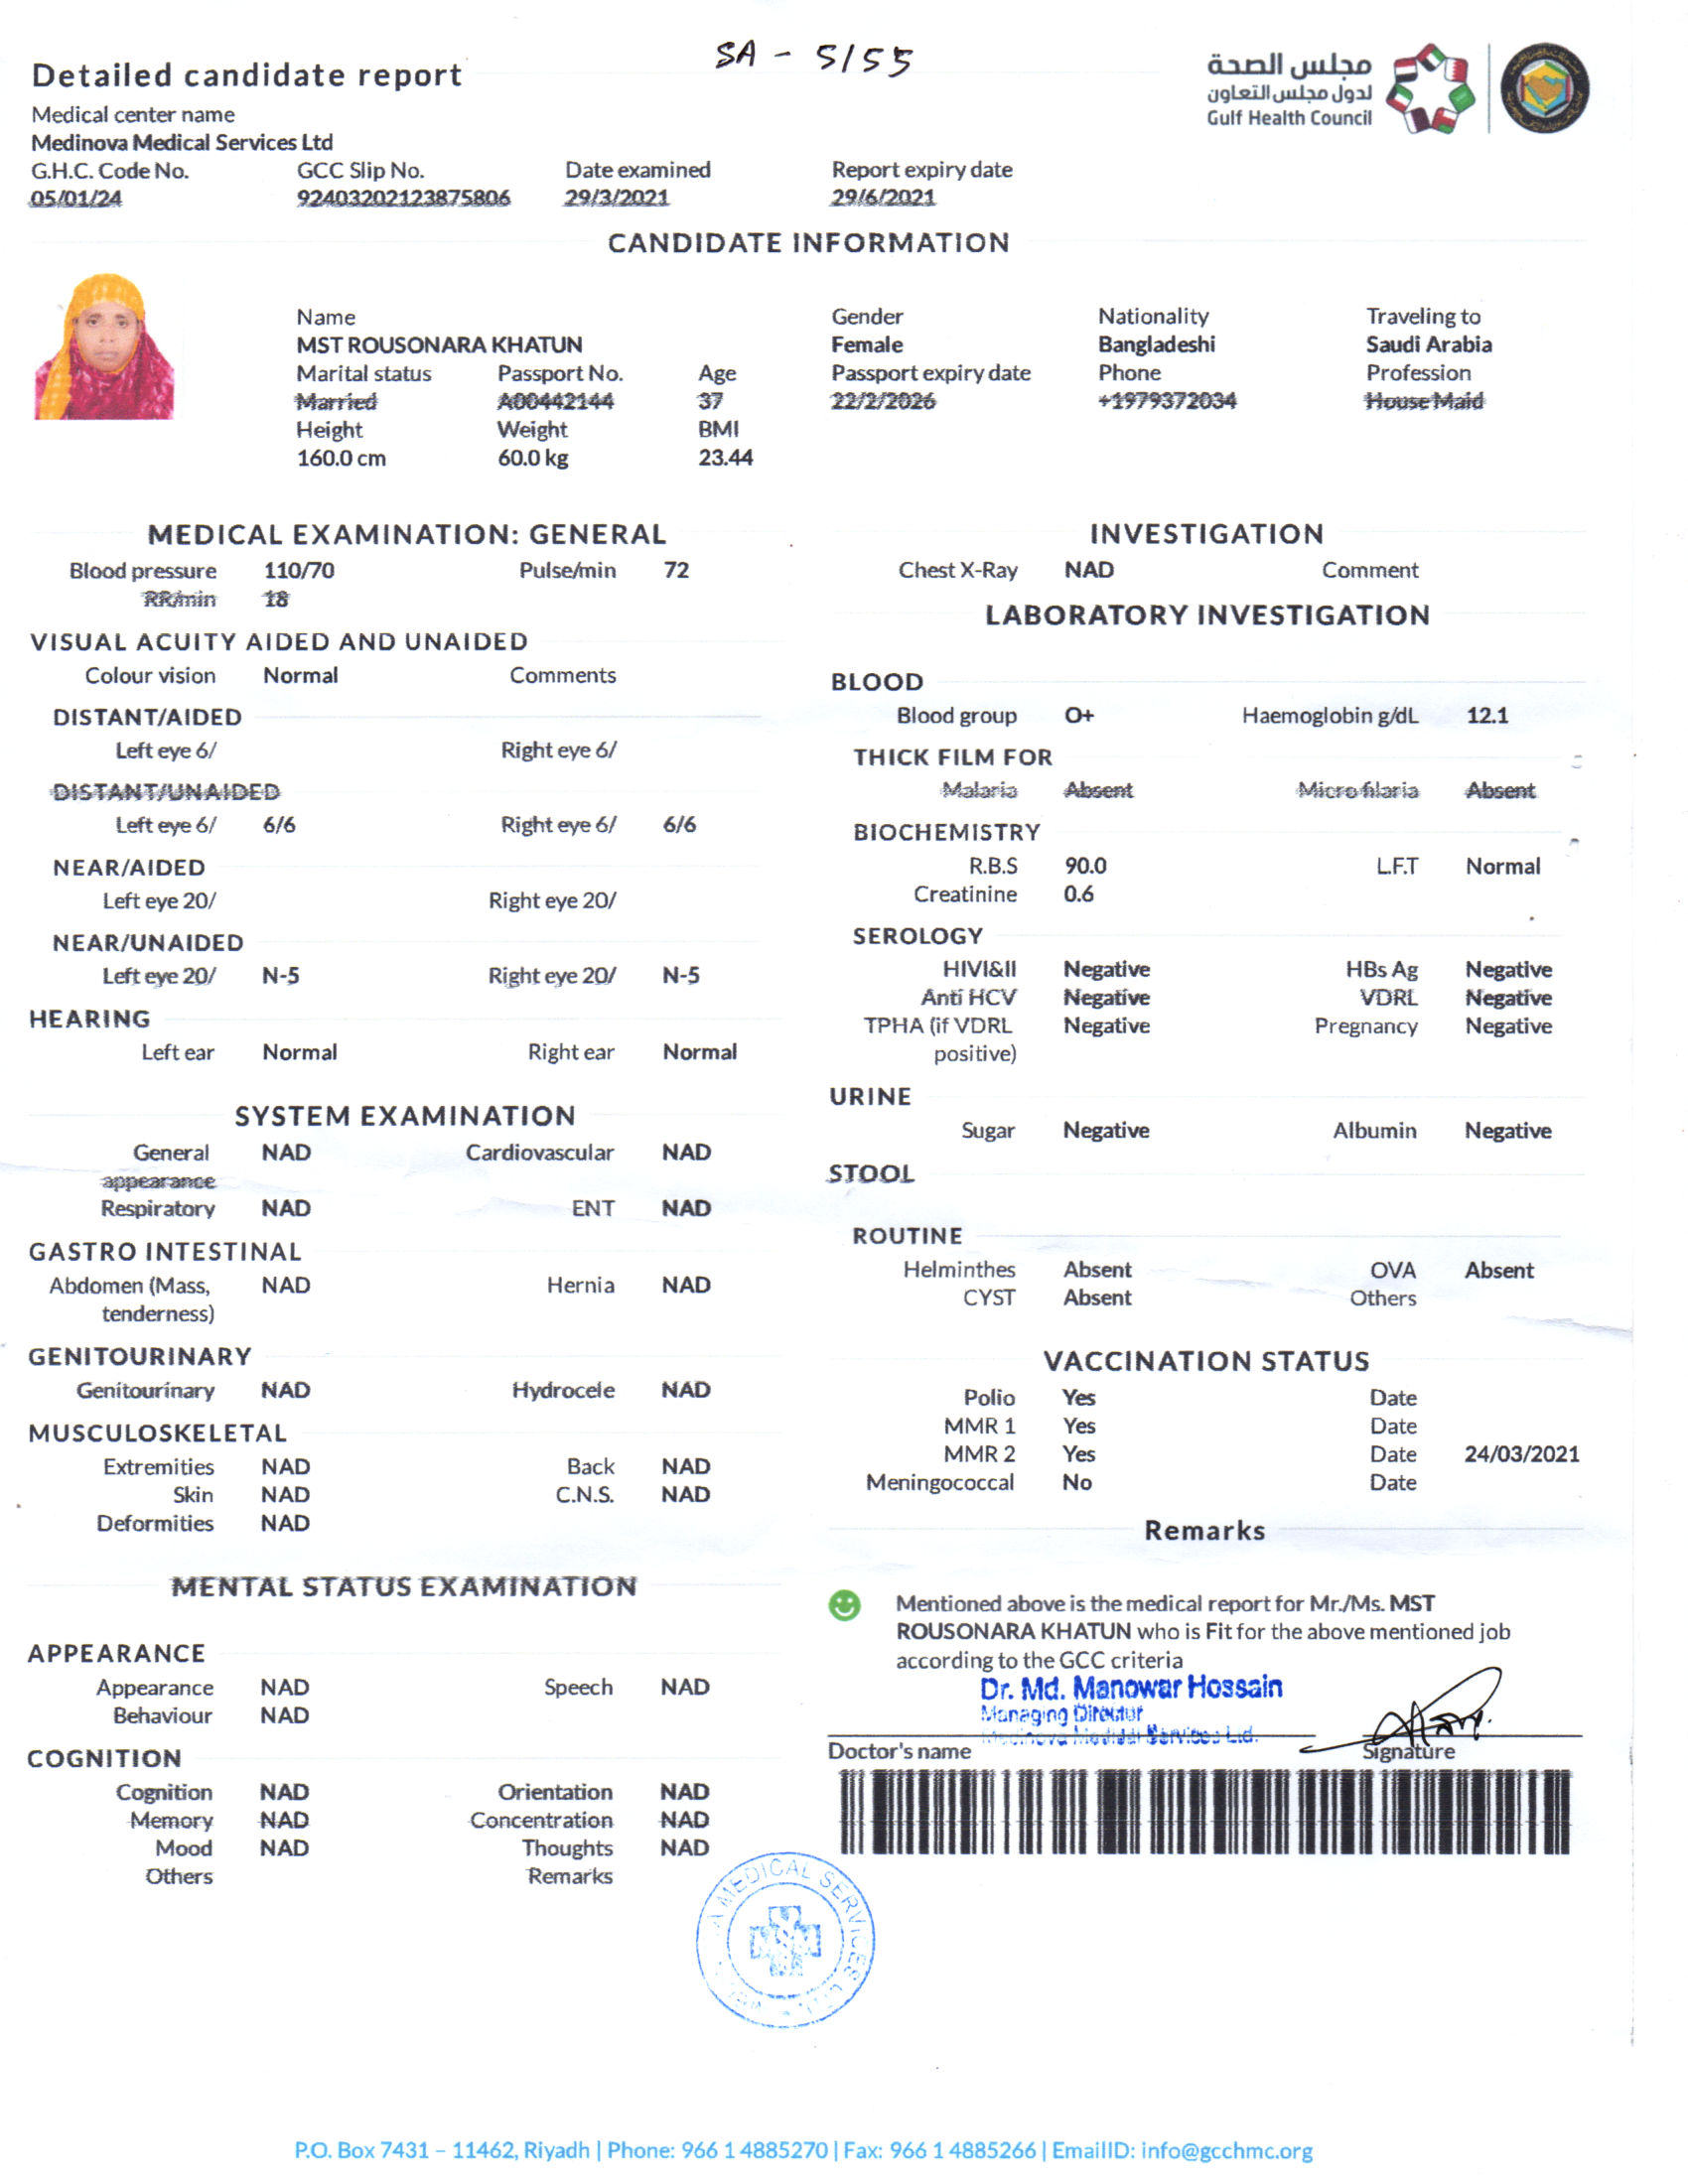 SA - 5/55
Detailed candidate report
مجلس الصحة
لدول مجلس التعاون
Gulf Health Council
Medical center name
Medinova Medical Services Ltd
G.H.C. Code No. GCC Slip No. Date examined Report expiry date
05/01/24 92403202123875806 29/3/2021 29/6/2021
CANDIDATE INFORMATION
Name Gender Nationality Traveling to
MST ROUSONARA KHATUN Female Bangladeshi Saudi Arabia
Marital status Passport No. Age Passport expiry date Phone Profession
Married A00442144 37 22/2/2026 +1979372034 House Maid
Height Weight BMI
160.0 cm 60.0 kg 23.44
MEDICAL EXAMINATION: GENERAL
Blood pressure 110/70 Pulse/min 72
RR/min 18
VISUAL ACUITY AIDED AND UNAIDED
Colour vision Normal Comments
DISTANT/AIDED
Left eye 6/ Right eye 6/
DISTANT/UNAIDED
Left eye 6/ 6/6 Right eye 6/ 6/6
NEAR/AIDED
Left eye 20/ Right eye 20/
NEAR/UNAIDED
Left eye 20/ N-5 Right eye 20/ N-5
HEARING
Left ear Normal Right ear Normal
SYSTEM EXAMINATION
General NAD Cardiovascular NAD
appearance
Respiratory NAD ENT NAD
GASTRO INTESTINAL
Abdomen (Mass, NAD Hernia NAD
tenderness)
GENITOURINARY
Genitourinary NAD Hydrocele NAD
MUSCULOSKELETAL
Extremities NAD Back NAD
Skin NAD C.N.S. NAD
Deformities NAD
MENTAL STATUS EXAMINATION
APPEARANCE
Appearance NAD Speech NAD
Behaviour NAD
COGNITION
Cognition NAD Orientation NAD
Memory NAD Concentration NAD
Mood NAD Thoughts NAD
Others Remarks
INVESTIGATION
Chest X-Ray NAD Comment
LABORATORY INVESTIGATION
BLOOD
Blood group O+ Haemoglobin g/dL 12.1
THICK FILM FOR
Malaria Absent Micro filaria Absent
BIOCHEMISTRY
R.B.S 90.0 L.F.T Normal
Creatinine 0.6
SEROLOGY
HIVI&II Negative HBs Ag Negative
Anti HCV Negative VDRL Negative
TPHA (if VDRL Negative Pregnancy Negative
positive)
URINE
Sugar Negative Albumin Negative
STOOL
ROUTINE
Helminthes Absent OVA Absent
CYST Absent Others
VACCINATION STATUS
Polio Yes Date
MMR 1 Yes Date
MMR 2 Yes Date 24/03/2021
Meningococcal No Date
Remarks
Mentioned above is the medical report for Mr./Ms. MST
ROUSONARA KHATUN who is Fit for the above mentioned job
according to the GCC criteria
Dr. Md. Manowar Hossain
Managing Director
Medinova Medical Services Ltd.
Doctor's name Signature
A MEDICAL SERVICES LTD
P.O. Box 7431 – 11462, Riyadh | Phone: 966 1 4885270 | Fax: 966 1 4885266 | EmailID: info@gcchmc.org